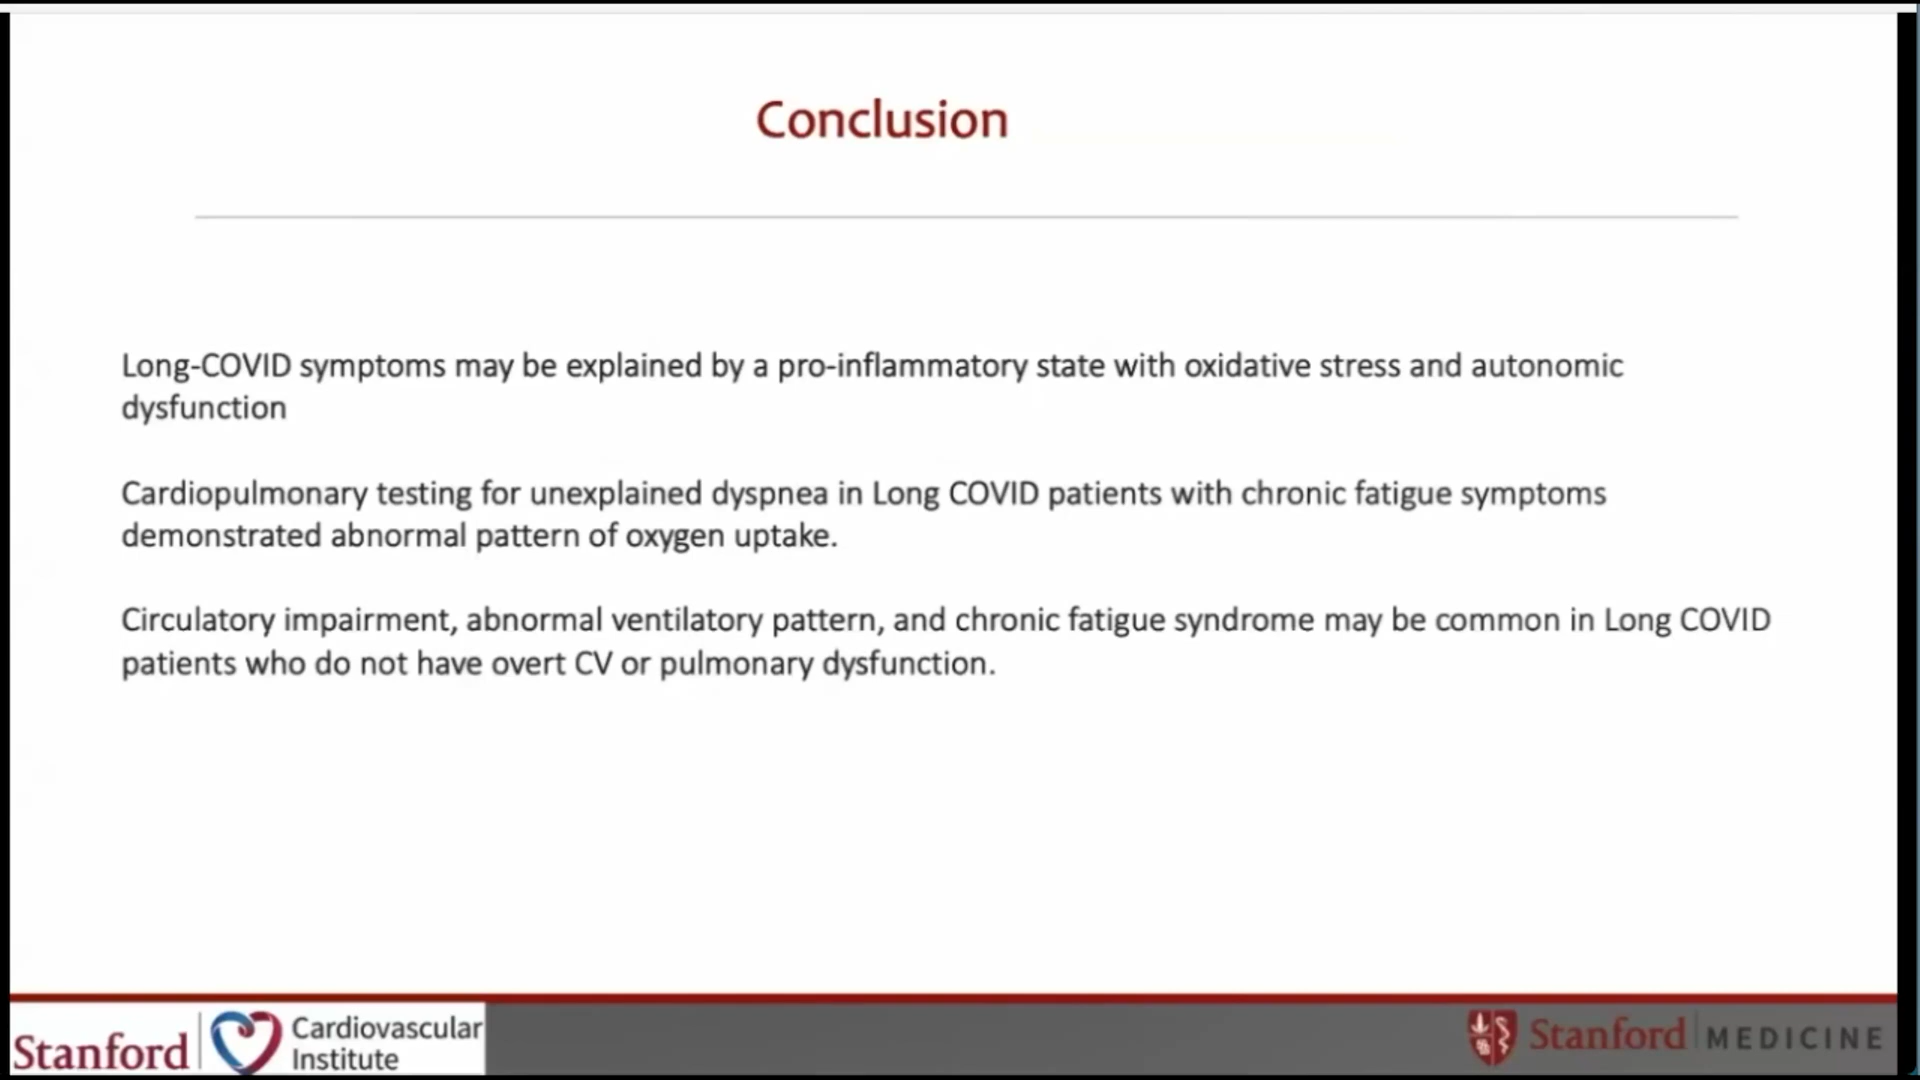 Conclusion
Long-COVID symptoms may be explained by a pro-inflammatory state with oxidative stress and autonomic
dysfunction
Cardiopulmonary testing for unexplained dyspnea in Long COVID patients with chronic fatigue symptoms
demonstrated abnormal pattern of oxygen uptake.
Circulatory impairment, abnormal ventilatory pattern, and chronic fatigue syndrome may be common in Long COVID
patients who do not have overt CV or pulmonary dysfunction.
Stanford
Cardiovascular
Institute
Stanford MEDICINE